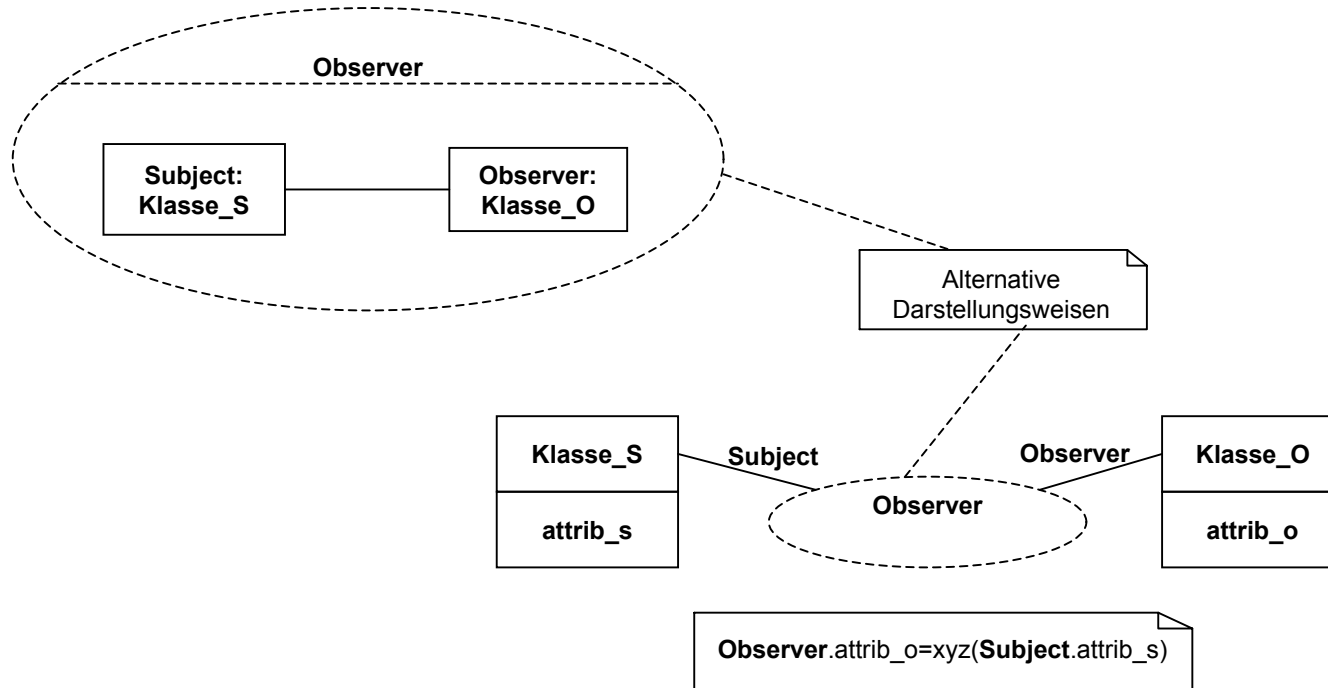 Observer
Subject:
Klasse_S
Observer:
Klasse_O
Alternative
Darstellungsweisen
Klasse_S
attrib_s
Subject
Observer
Observer
Klasse_O
attrib_o
Observer.attrib_o=xyz(Subject.attrib_s)